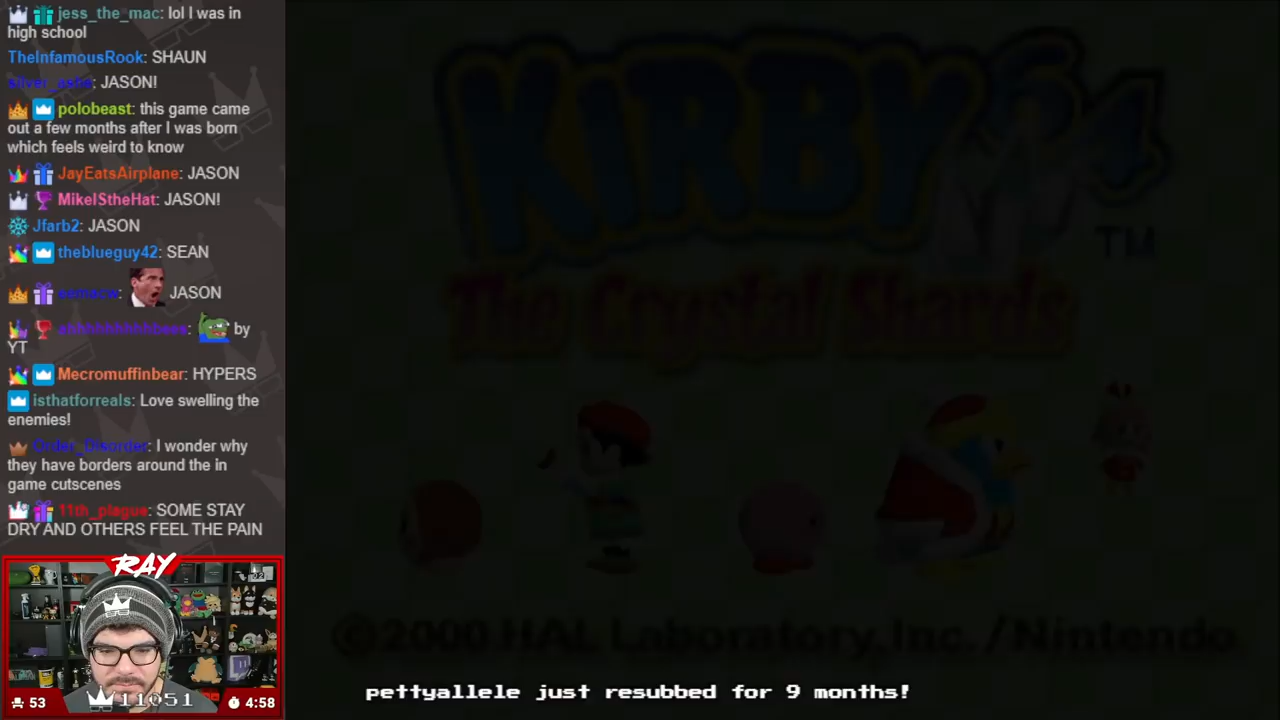 jess_the_mac: lol I was in
high school
TheInfamousRook: SHAUN
silver_astle: JASON!
polobeast: this game came
out a few months after I was born
which feels weird to know
JayEatsAirplane: JASON
MikelStheHat: JASON!
Jfarb2: JASON
theblueguy42: SEAN
JASON
ahhhhhhhhhbees: by
YT
Mecromuffinbear: HYPERS
isthatforreals: Love swelling the
enemies!
Order_Disorder: I wonder why
they have borders around the in
game cutscenes
11th_plague: SOME STAY
DRY AND OTHERS FEEL THE PAIN
RAY
53
11051
4:58
KIRBY 64
TM
The Crystal Shards
©2000 HAL Laboratory,Inc. /Nintendo
pettyallele just resubbed for 9 months!